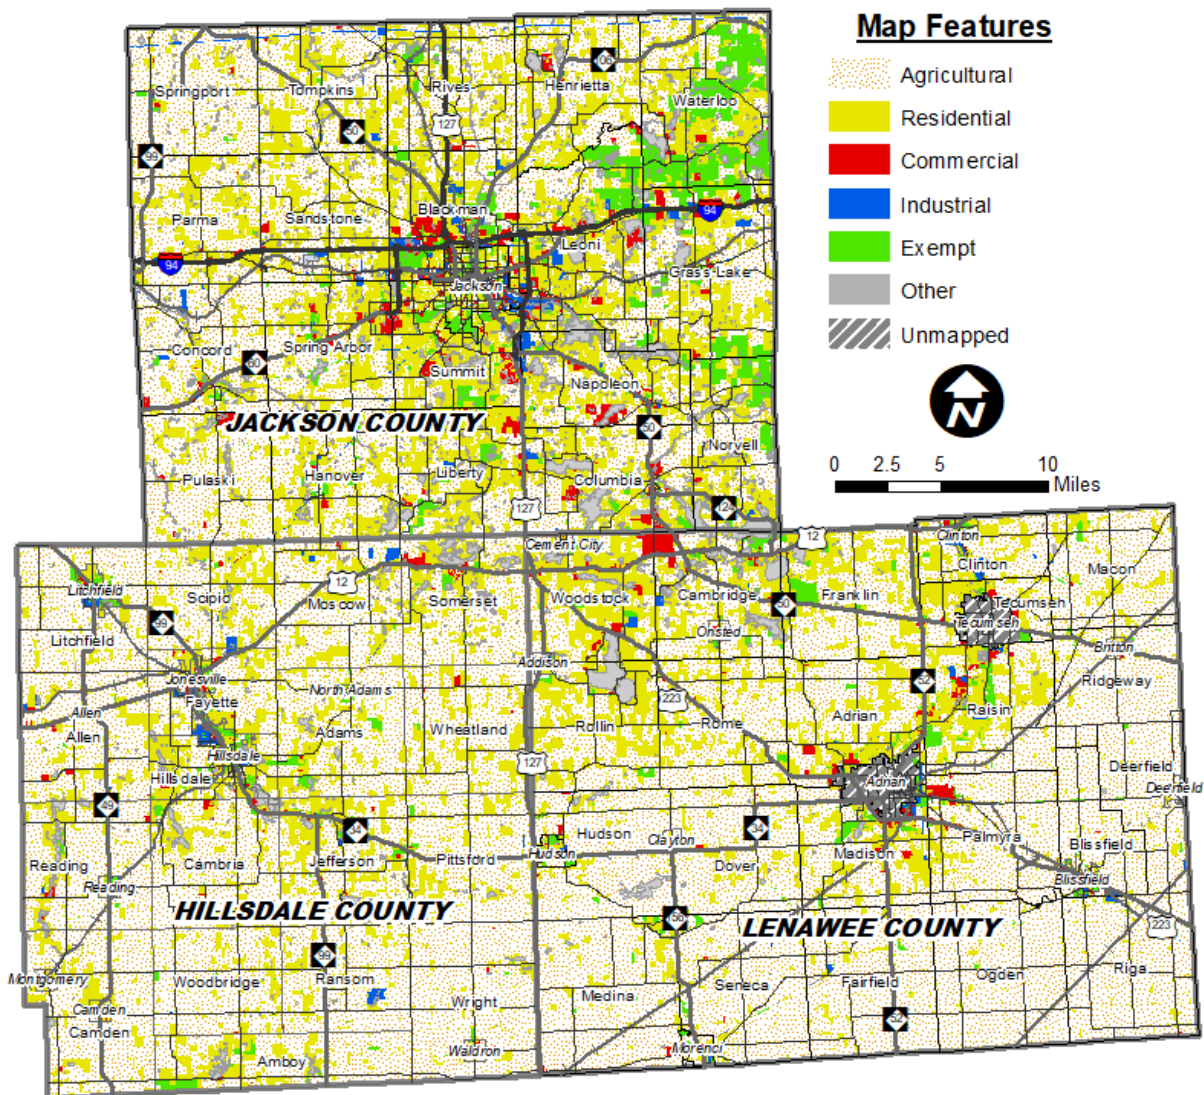 Map Features
Agricultural
Residential
Commercial
Industrial
Exempt
Other
Unmapped
N
0 2.5 5 10
Miles
106
Springport Tompkins Rives Henrietta
Waterloo
127
50
99
Parma Sandstone Blackman
94
Leoni
94
Grass Lake
Jackson
Concord Spring Arbor
60
Summit
Napoleon
JACKSON COUNTY
50
Norvell
Pulaski Hanover Liberty Columbia
127
124
Cement City
12
Clinton
Clinton
Macon
Litchfield
Scipio
12
Moscow
Somerset
Woodstock
Cambridge
50
Franklin
Tecumseh
Tecumseh
99
Litchfield
Onsted
Britton
Jonesville
Addison
Ridgeway
North Adams
52
Fayette
223
Raisin
Allen
Allen
Adams
Wheatland
Rollin
Rome
Adrian
Hillsdale
127
Hillsdale
Adrian
Deerfield
Deerfield
49
34
Hudson
Clayton
34
Palmyra
Blissfield
Reading
Cambria
Jefferson
Pittsford
Hudson
Dover
Madison
Blissfield
Reading
HILLSDALE COUNTY
156
LENAWEE COUNTY
223
99
Montgomery
Woodbridge
Ransom
Medina
Seneca
Fairfield
Ogden
Riga
Camden
Wright
52
Camden
Amboy
Waldron
Morenci